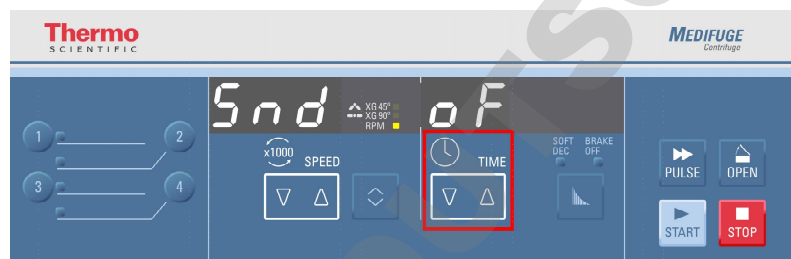 Thermo
SCIENTIFIC
MEDIFUGE
Centrifuge
Snd
XG 45°
XG 90°
RPM
oF
1
2
3
4
x1000
SPEED
TIME
SOFT DEC
BRAKE OFF
PULSE
OPEN
START
STOP